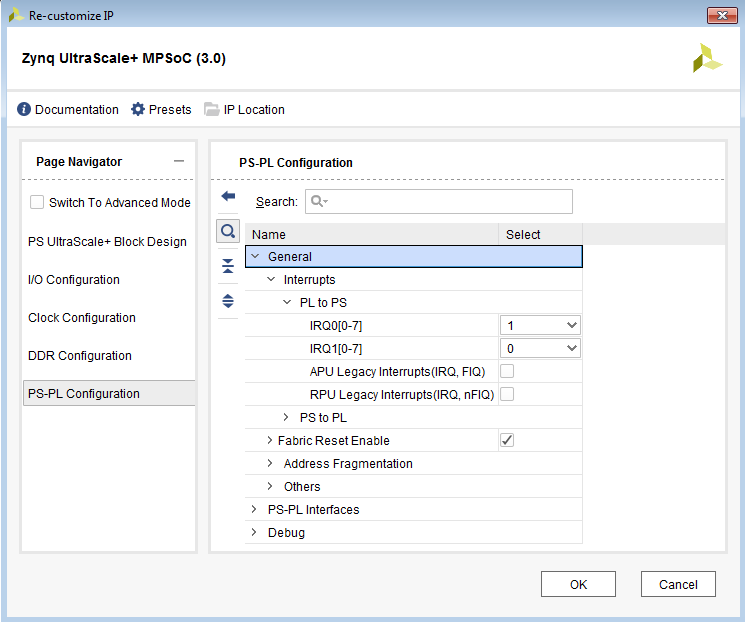 Re-customize IP
Zynq UltraScale+ MPSoC (3.0)
Documentation Presets IP Location
Page Navigator
Switch To Advanced Mode
PS UltraScale+ Block Design
I/O Configuration
Clock Configuration
DDR Configuration
PS-PL Configuration
PS-PL Configuration
Search:
Name Select
General
Interrupts
PL to PS
IRQ0[0-7] 1
IRQ1[0-7] 0
APU Legacy Interrupts(IRQ, FIQ)
RPU Legacy Interrupts(IRQ, nFIQ)
PS to PL
Fabric Reset Enable
Address Fragmentation
Others
PS-PL Interfaces
Debug
OK Cancel